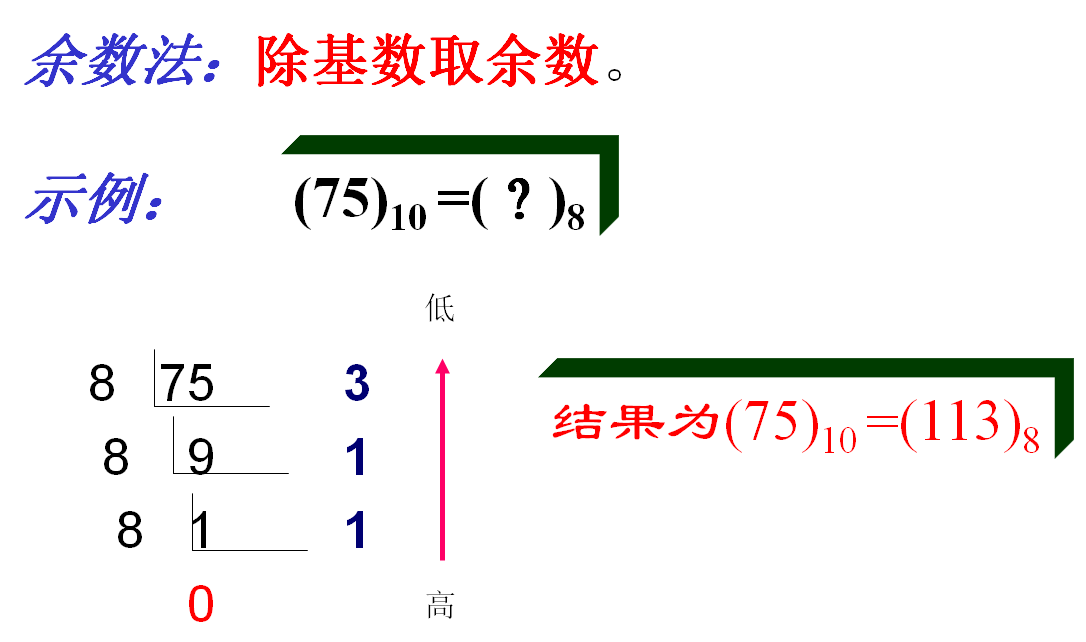 余数法：除基数取余数。
示例： (75)₁₀ =( ? )₈
低
8 75 3
8 9 1
结果为(75)₁₀ =(113)₈
8 1 1
0
高